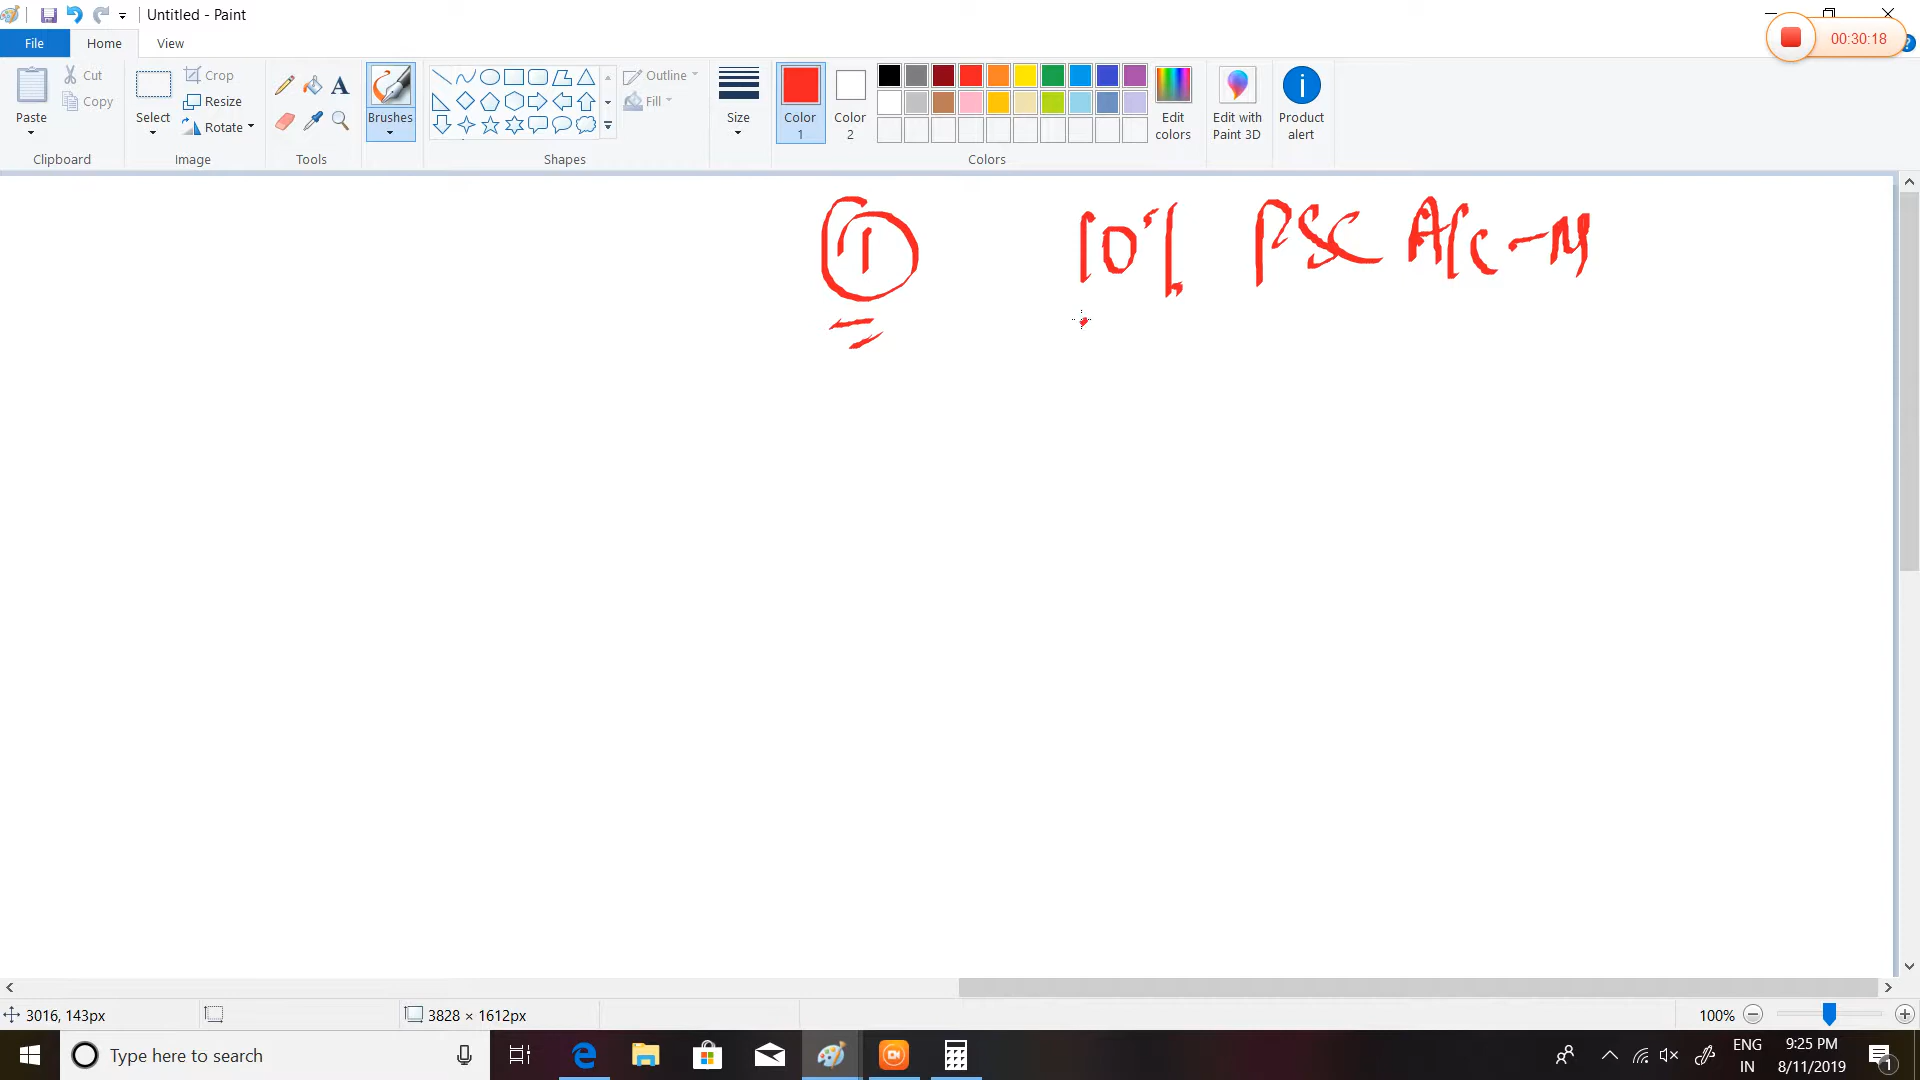 Untitled - Paint
00:30:18
File Home View
Cut
Copy
Paste
Clipboard
Select
Crop
Resize
Rotate
Image
A
Tools
Brushes
Outline
Fill
Shapes
Size
Color 1
Color 2
Edit colors
Colors
Edit with Paint 3D
Product alert
① 10% PSC A/c - M
3016, 143px
3828 × 1612px
100%
Type here to search
ENG
IN
9:25 PM
8/11/2019
1